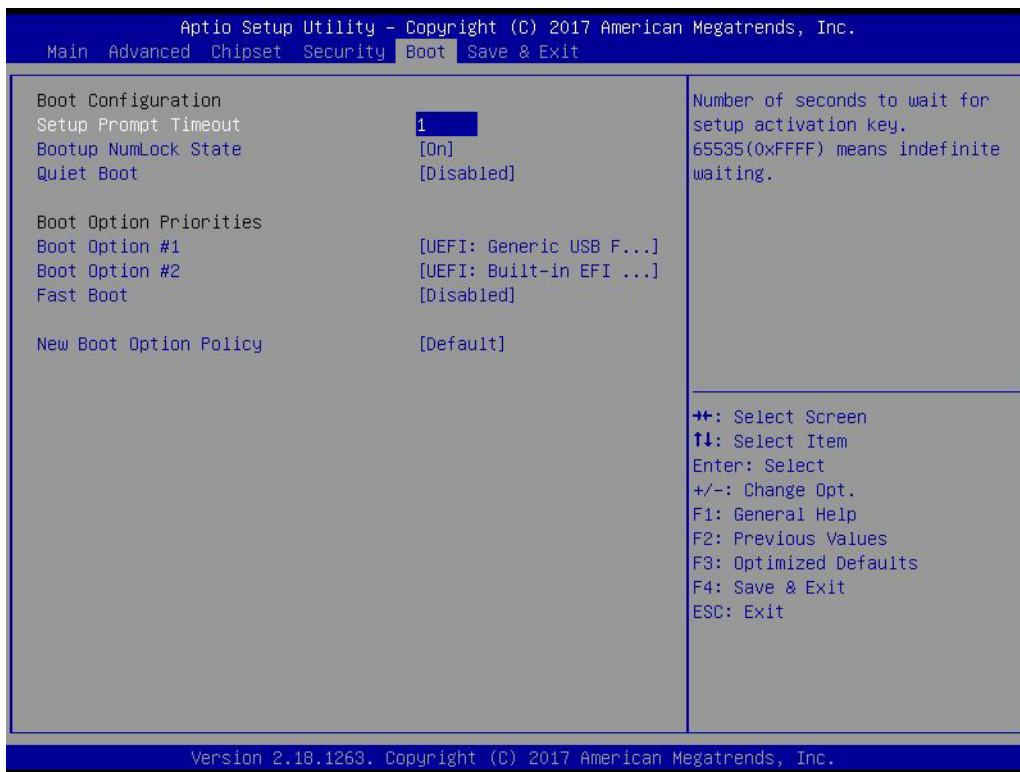 Aptio Setup Utility – Copyright (C) 2017 American Megatrends, Inc.
Main Advanced Chipset Security Boot Save & Exit
Boot Configuration
Setup Prompt Timeout 1
Bootup NumLock State [On]
Quiet Boot [Disabled]
Boot Option Priorities
Boot Option #1 [UEFI: Generic USB F...]
Boot Option #2 [UEFI: Built-in EFI ...]
Fast Boot [Disabled]
New Boot Option Policy [Default]
Number of seconds to wait for
setup activation key.
65535(0xFFFF) means indefinite
waiting.
→←: Select Screen
↑↓: Select Item
Enter: Select
+/-: Change Opt.
F1: General Help
F2: Previous Values
F3: Optimized Defaults
F4: Save & Exit
ESC: Exit
Version 2.18.1263. Copyright (C) 2017 American Megatrends, Inc.